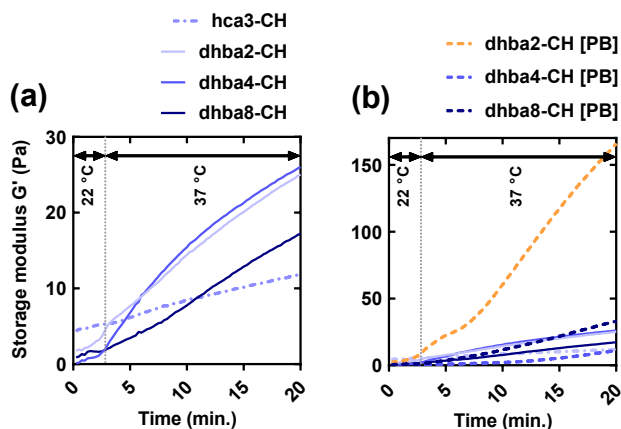 hca3-CH
dhba2-CH
dhba4-CH
dhba8-CH
dhba2-CH [PB]
dhba4-CH [PB]
dhba8-CH [PB]
(a)
(b)
Storage modulus G' (Pa)
30
20
10
0
22 °C
37 °C
0
5
10
15
20
Time (min.)
150
100
50
0
22 °C
37 °C
0
5
10
15
20
Time (min.)